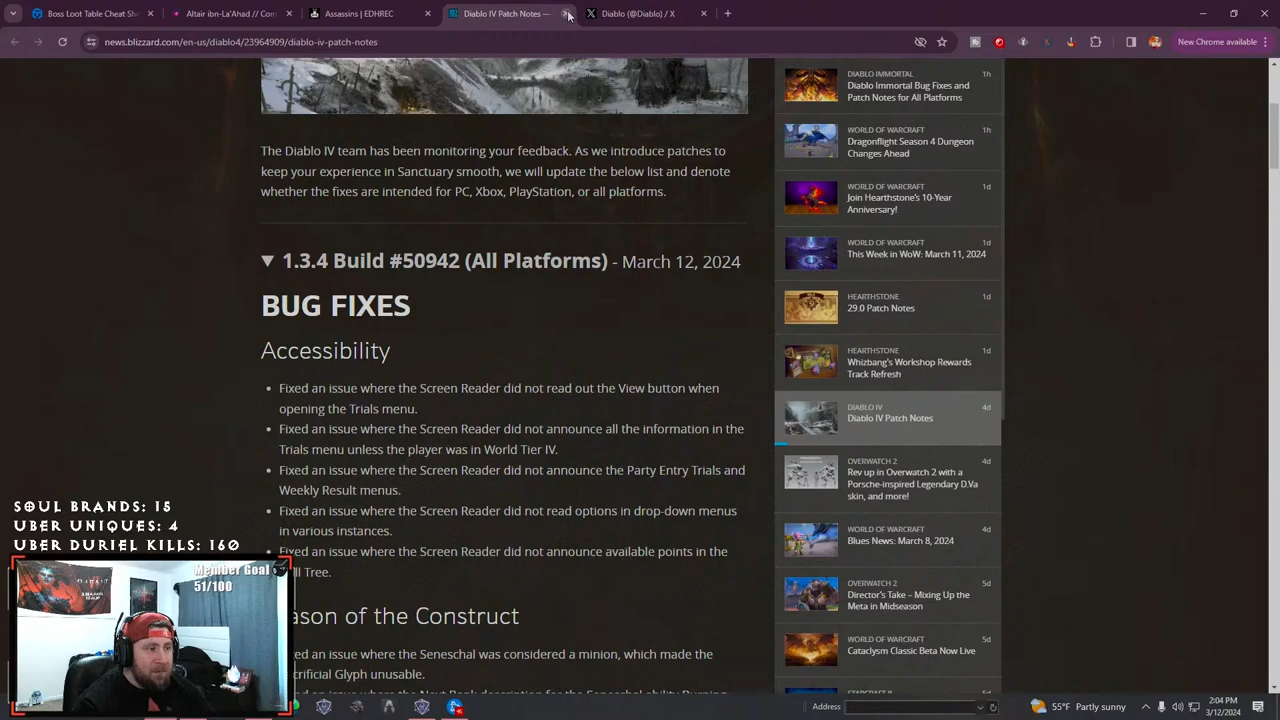 Boss Loot Table Cheat Sh
Altair ibn-La'Ahad // Com
Assassins | EDHREC
Diablo IV Patch Notes —
Diablo (@Diablo) / X
news.blizzard.com/en-us/diablo4/23964909/diablo-iv-patch-notes
New Chrome available
The Diablo IV team has been monitoring your feedback. As we introduce patches to
keep your experience in Sanctuary smooth, we will update the below list and denote
whether the fixes are intended for PC, Xbox, PlayStation, or all platforms.
1.3.4 Build #50942 (All Platforms) - March 12, 2024
BUG FIXES
Accessibility
• Fixed an issue where the Screen Reader did not read out the View button when
opening the Trials menu.
• Fixed an issue where the Screen Reader did not announce all the information in the
Trials menu unless the player was in World Tier IV.
• Fixed an issue where the Screen Reader did not announce the Party Entry Trials and
Weekly Result menus.
• Fixed an issue where the Screen Reader did not read options in drop-down menus
in various instances.
Fixed an issue where the Screen Reader did not announce available points in the
ill Tree.
ason of the Construct
ed an issue where the Seneschal was considered a minion, which made the
crificial Glyph unusable.
DIABLO IMMORTAL 1h
Diablo Immortal Bug Fixes and
Patch Notes for All Platforms
WORLD OF WARCRAFT 1h
Dragonflight Season 4 Dungeon
Changes Ahead
WORLD OF WARCRAFT 1d
Join Hearthstone's 10-Year
Anniversary!
WORLD OF WARCRAFT 1d
This Week in WoW: March 11, 2024
HEARTHSTONE 1d
29.0 Patch Notes
HEARTHSTONE 1d
Whizbang's Workshop Rewards
Track Refresh
DIABLO IV 4d
Diablo IV Patch Notes
OVERWATCH 2 4d
Rev up in Overwatch 2 with a
Porsche-inspired Legendary D.Va
skin, and more!
WORLD OF WARCRAFT 4d
Blues News: March 8, 2024
OVERWATCH 2 5d
Director's Take – Mixing Up the
Meta in Midseason
WORLD OF WARCRAFT 5d
Cataclysm Classic Beta Now Live
SOUL BRANDS: 15
UBER UNIQUES: 4
UBER DURIEL KILLS: 160
Member Goal
51/100
Address
55°F Partly sunny
2:04 PM
3/12/2024